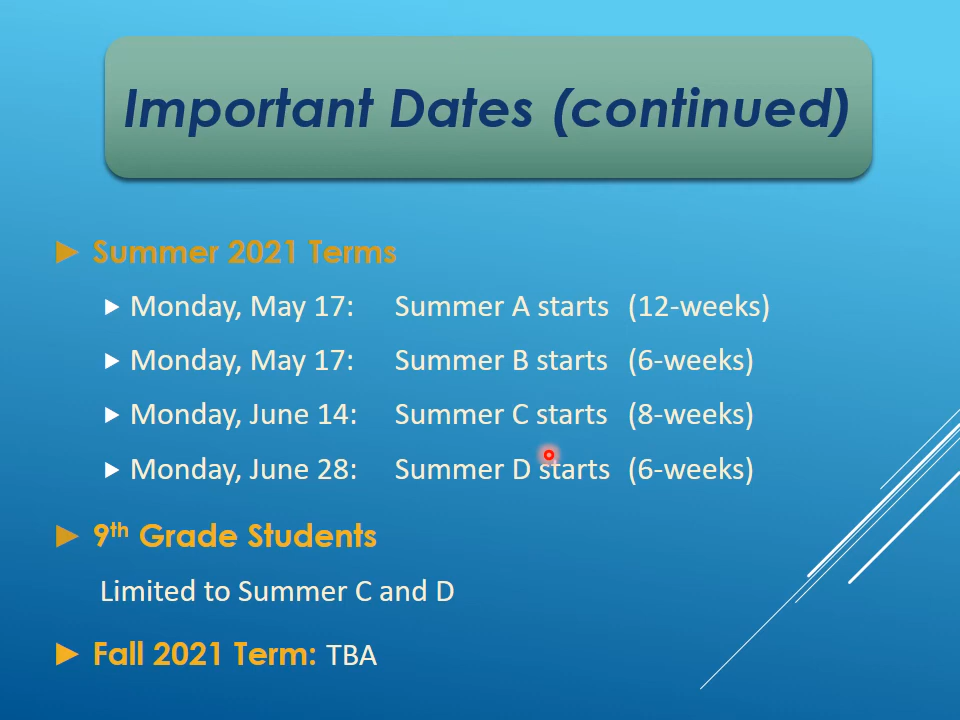 Important Dates (continued)
Summer 2021 Terms
Monday, May 17: Summer A starts (12-weeks)
Monday, May 17: Summer B starts (6-weeks)
Monday, June 14: Summer C starts (8-weeks)
Monday, June 28: Summer D starts (6-weeks)
9th Grade Students
Limited to Summer C and D
Fall 2021 Term: TBA